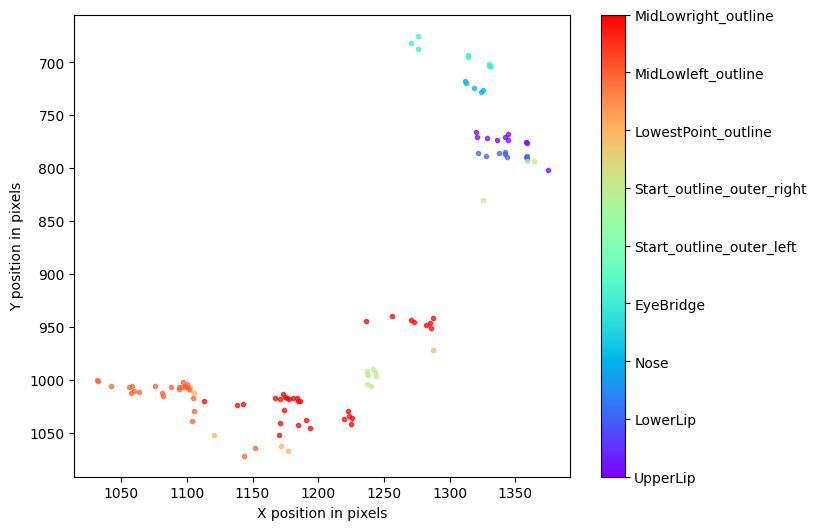 MidLowright_outline
MidLowleft_outline
LowestPoint_outline
Start_outline_outer_right
Start_outline_outer_left
EyeBridge
Nose
LowerLip
UpperLip
700
750
800
850
900
950
1000
1050
Y position in pixels
1050 1100 1150 1200 1250 1300 1350
X position in pixels